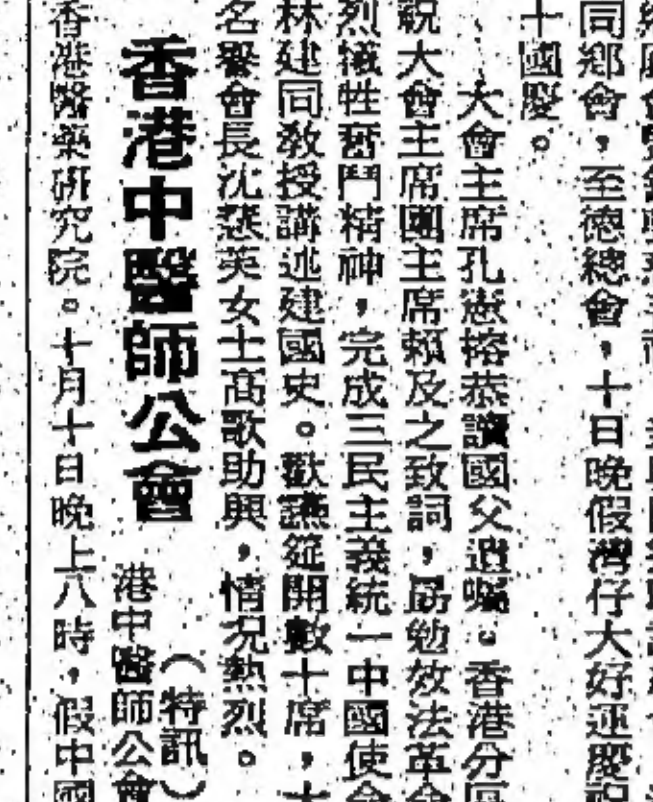 同鄉會，至德總會，十日晚假灣仔大好運慶祝
十國慶。
大會主席孔憲榕恭讀國父遺囑。香港分區
祝大會主席團主席賴及之致詞，勗勉效法革命
烈犧牲奮鬥精神，完成三民主義統一中國使命
林建同教授講述建國史。歡讌筵開數十席，大
名譽會長沈慧英女士高歌助興，情況熱烈。
香港中醫師公會
（特訊）
港中醫師公會
香港醫藥研究院。十月十日晚上八時，假中國